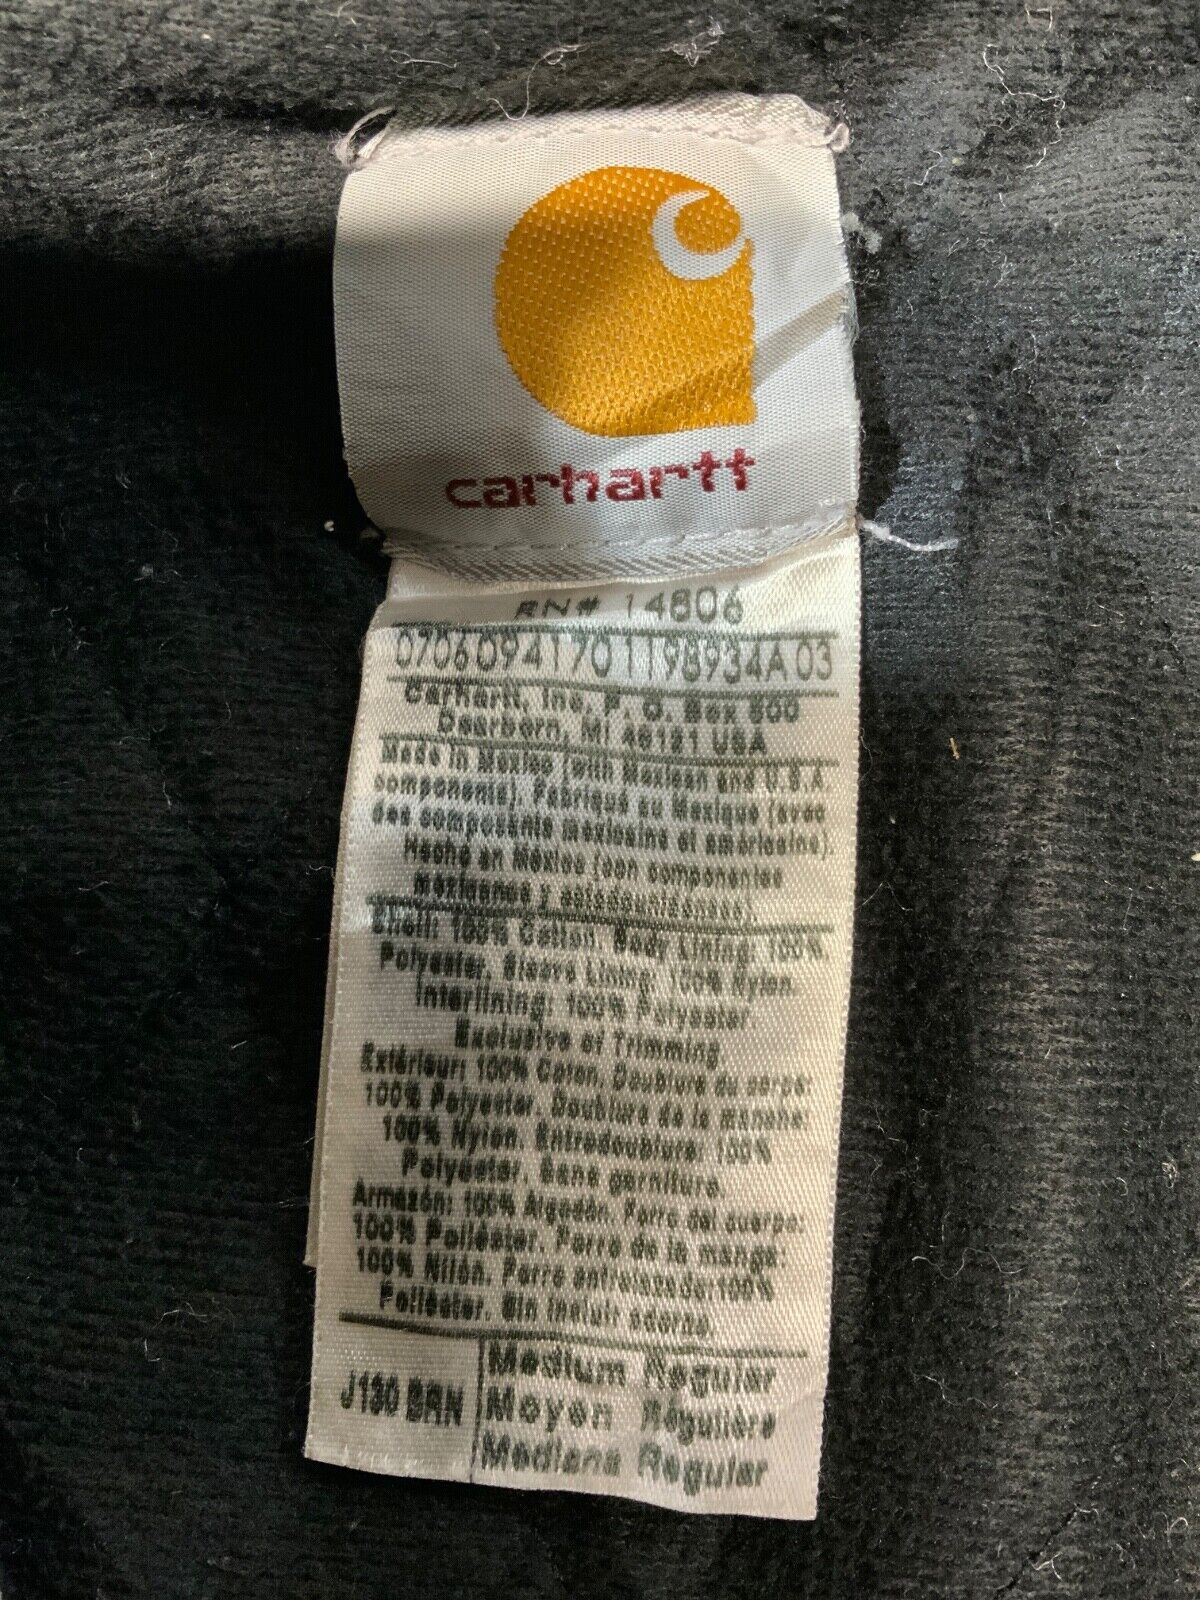 carhartt
RN# 14806
07060941701198934A03
Carhartt, Inc. P. O. Box 600
Dearborn, MI 48121 USA
Made in Mexico (with Mexican and U.S.A
components). Fabriqué au Mexique (avec
des composants mexicains et américains).
Hecho en México (con componentes
mexicanos y estadounidenses).
Shell: 100% Cotton. Body Lining: 100%
Polyester. Sleeve Lining: 100% Nylon.
Interlining: 100% Polyester
Exclusive of Trimming
Extérieur: 100% Coton. Doublure du corps:
100% Polyester. Doublure de la manche:
100% Nylon. Entredoublure: 100%
Polyester. Sans garniture.
Armazón: 100% Algodón. Forro del cuerpo:
100% Poliéster. Forro de la manga:
100% Nilón. Forro entrelazado:100%
Poliéster. Sin incluir adorno.
J130 BRN
Medium Regular
Moyen Régulière
Mediana Regular